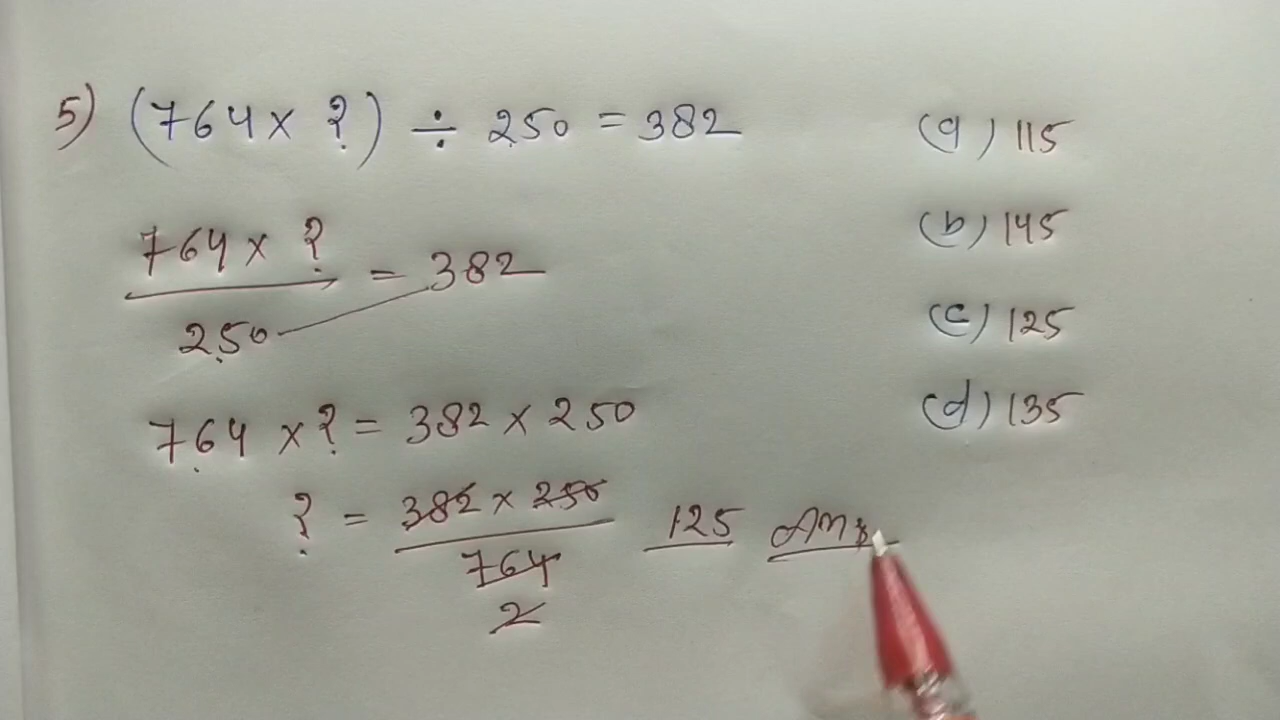 5) (764 × ?) ÷ 250 = 382
(a) 115
(b) 145
(c) 125
(d) 135
764 × ?
250
= 382
764 × ? = 382 × 250
? = 382 × 250
764
2
125 Ans